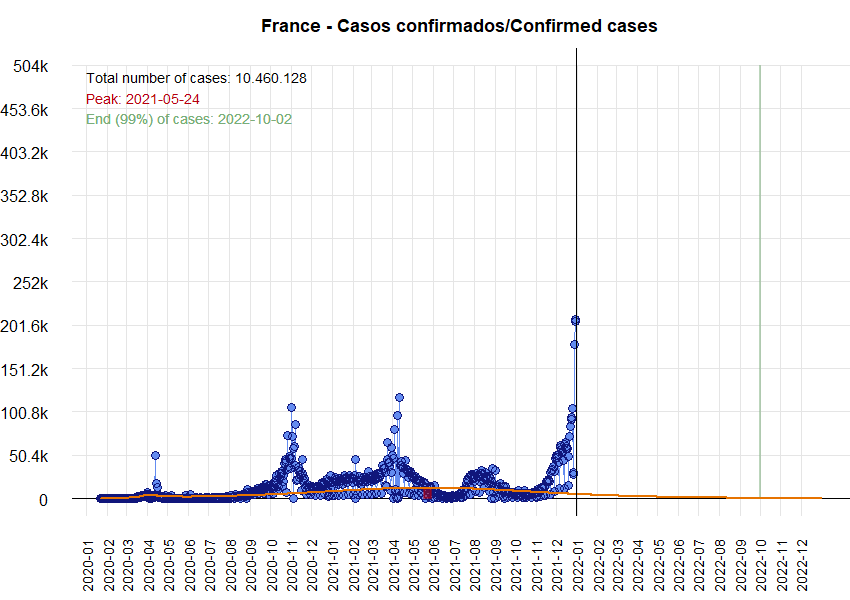 France - Casos confirmados/Confirmed cases
504k
453.6k
403.2k
352.8k
302.4k
252k
201.6k
151.2k
100.8k
50.4k
0
Total number of cases: 10.460.128
Peak: 2021-05-24
End (99%) of cases: 2022-10-02
2020-01
2020-02
2020-03
2020-04
2020-05
2020-06
2020-07
2020-08
2020-09
2020-10
2020-11
2020-12
2021-01
2021-02
2021-03
2021-04
2021-05
2021-06
2021-07
2021-08
2021-09
2021-10
2021-11
2021-12
2022-01
2022-02
2022-03
2022-04
2022-05
2022-06
2022-07
2022-08
2022-09
2022-10
2022-11
2022-12